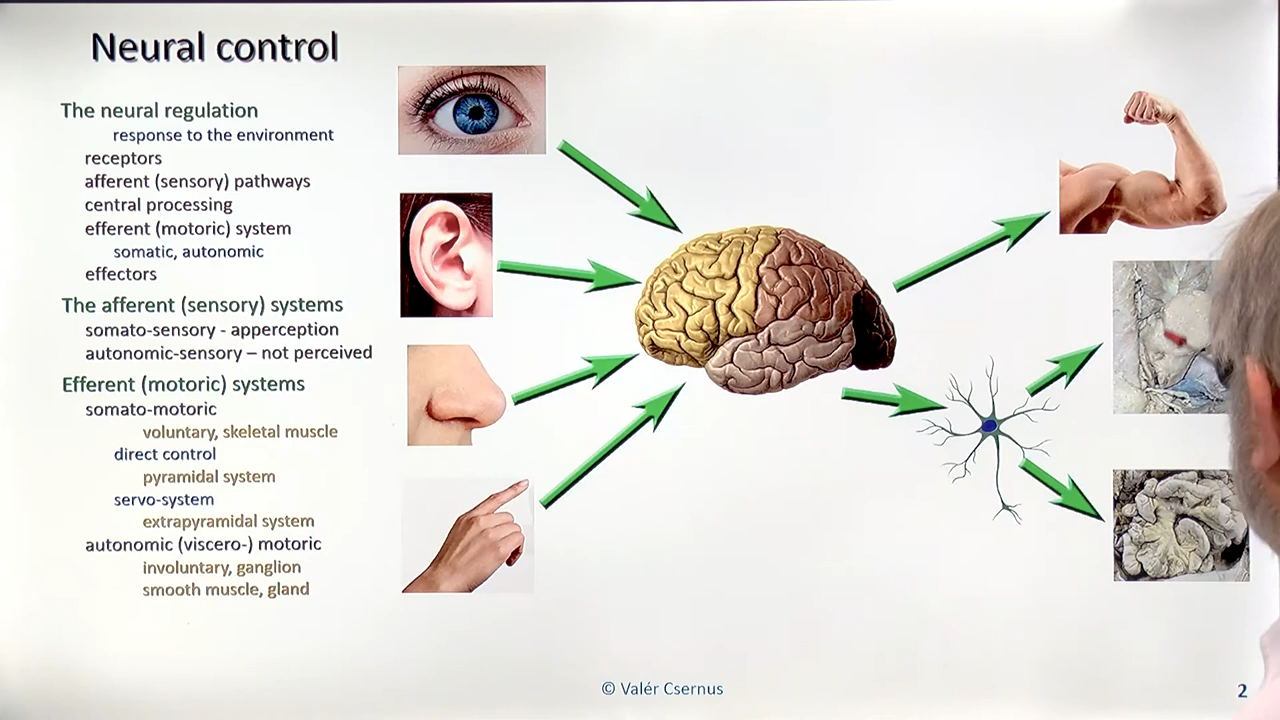 Neural control
The neural regulation
response to the environment
receptors
afferent (sensory) pathways
central processing
efferent (motoric) system
somatic, autonomic
effectors
The afferent (sensory) systems
somato-sensory - apperception
autonomic-sensory – not perceived
Efferent (motoric) systems
somato-motoric
voluntary, skeletal muscle
direct control
pyramidal system
servo-system
extrapyramidal system
autonomic (viscero-) motoric
involuntary, ganglion
smooth muscle, gland
© Valér Csernus
2